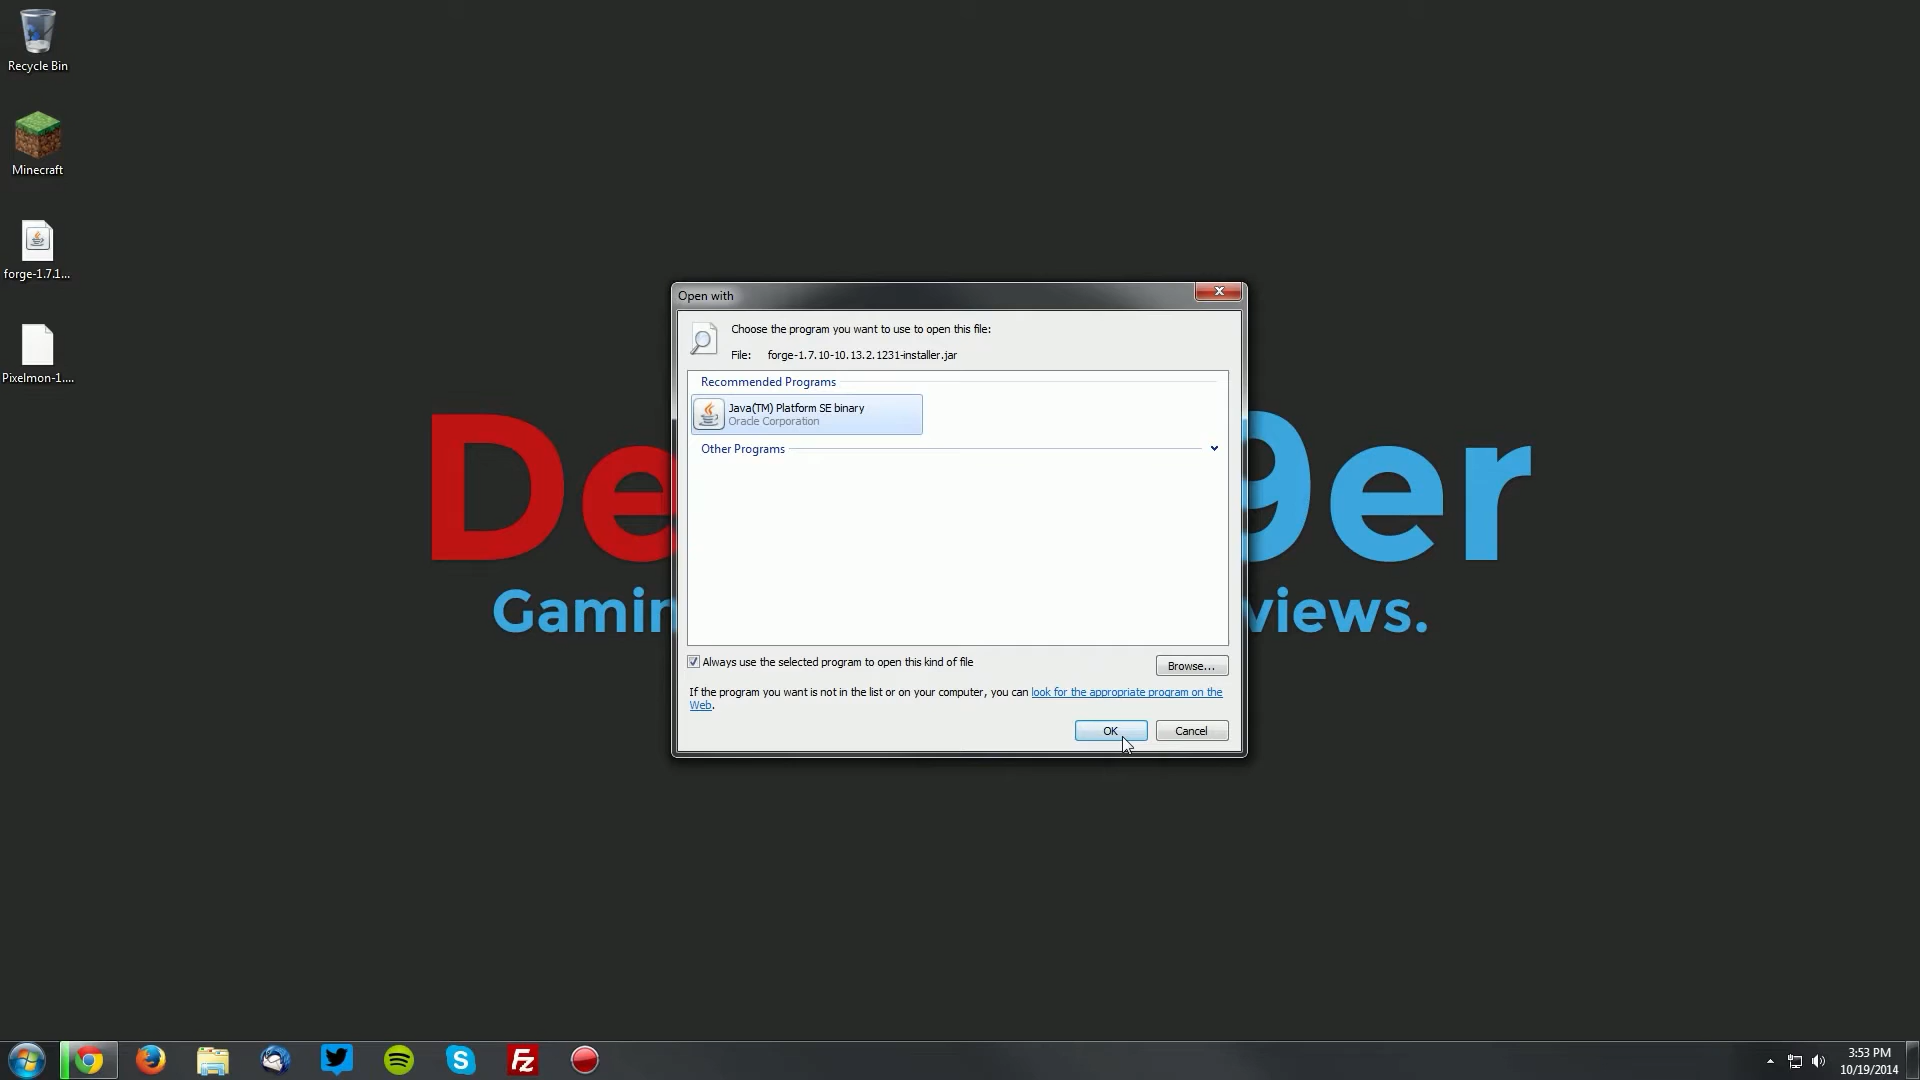 Recycle Bin
Minecraft
forge-1.7.1...
Pixelmon-1....
Open with
Choose the program you want to use to open this file:
File: forge-1.7.10-10.13.2.1231-installer.jar
Recommended Programs
Java(TM) Platform SE binary
Oracle Corporation
Other Programs
De 9er
Gamin views.
Always use the selected program to open this kind of file
Browse...
If the program you want is not in the list or on your computer, you can look for the appropriate program on the
Web.
OK
Cancel
3:53 PM
10/19/2014